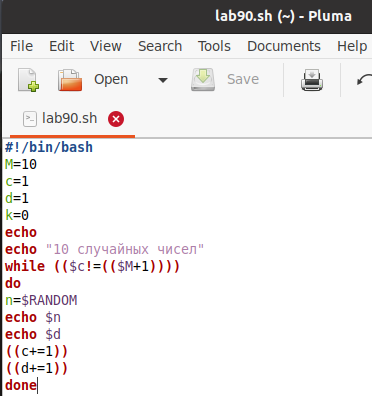 lab90.sh (~) - Pluma
File Edit View Search Tools Documents Help
Open Save
lab90.sh
#!/bin/bash
M=10
c=1
d=1
k=0
echo
echo "10 случайных чисел"
while (($c!=(($M+1))))
do
n=$RANDOM
echo $n
echo $d
((c+=1))
((d+=1))
done